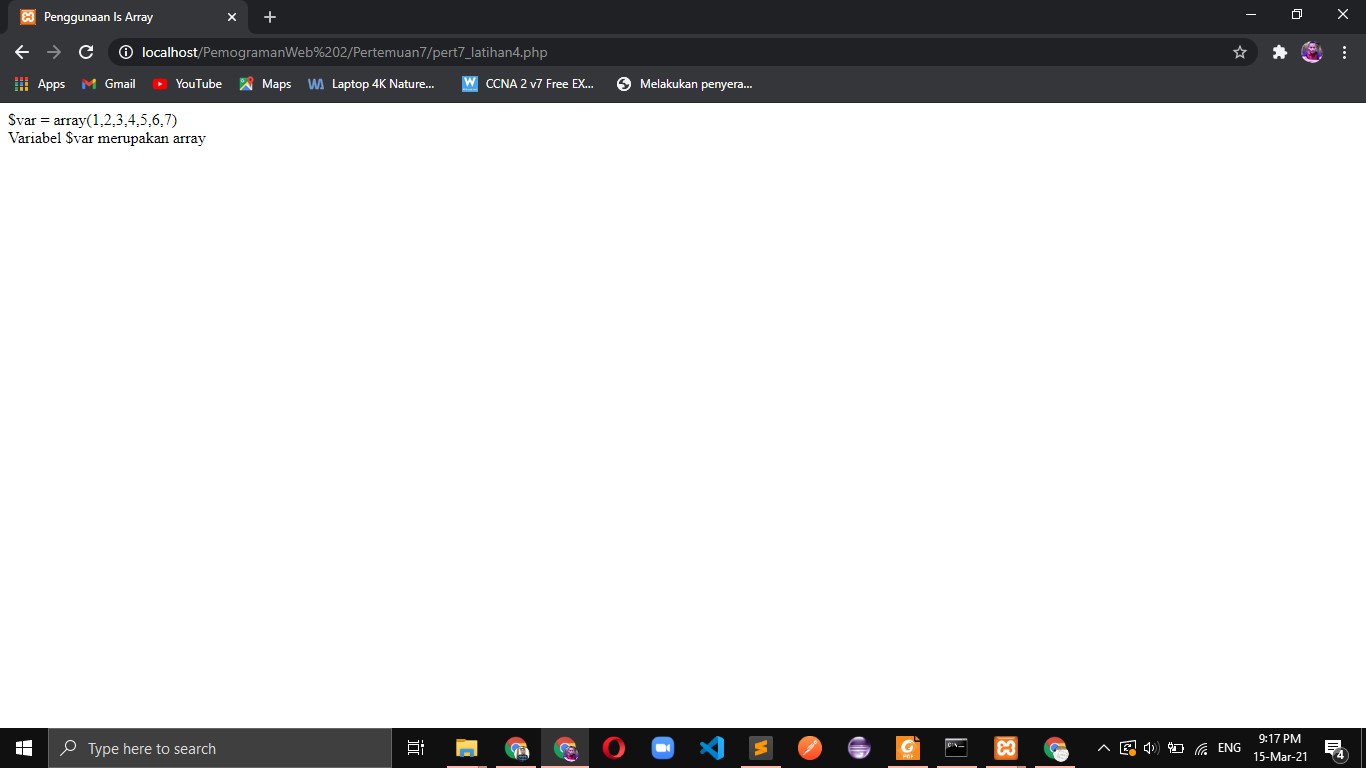 Penggunaan Is Array
localhost/PemogramanWeb%202/Pertemuan7/pert7_latihan4.php
Apps Gmail YouTube Maps Laptop 4K Nature... CCNA 2 v7 Free EX... Melakukan penyera...
$var = array(1,2,3,4,5,6,7)
Variabel $var merupakan array
Type here to search
ENG
9:17 PM
15-Mar-21
4